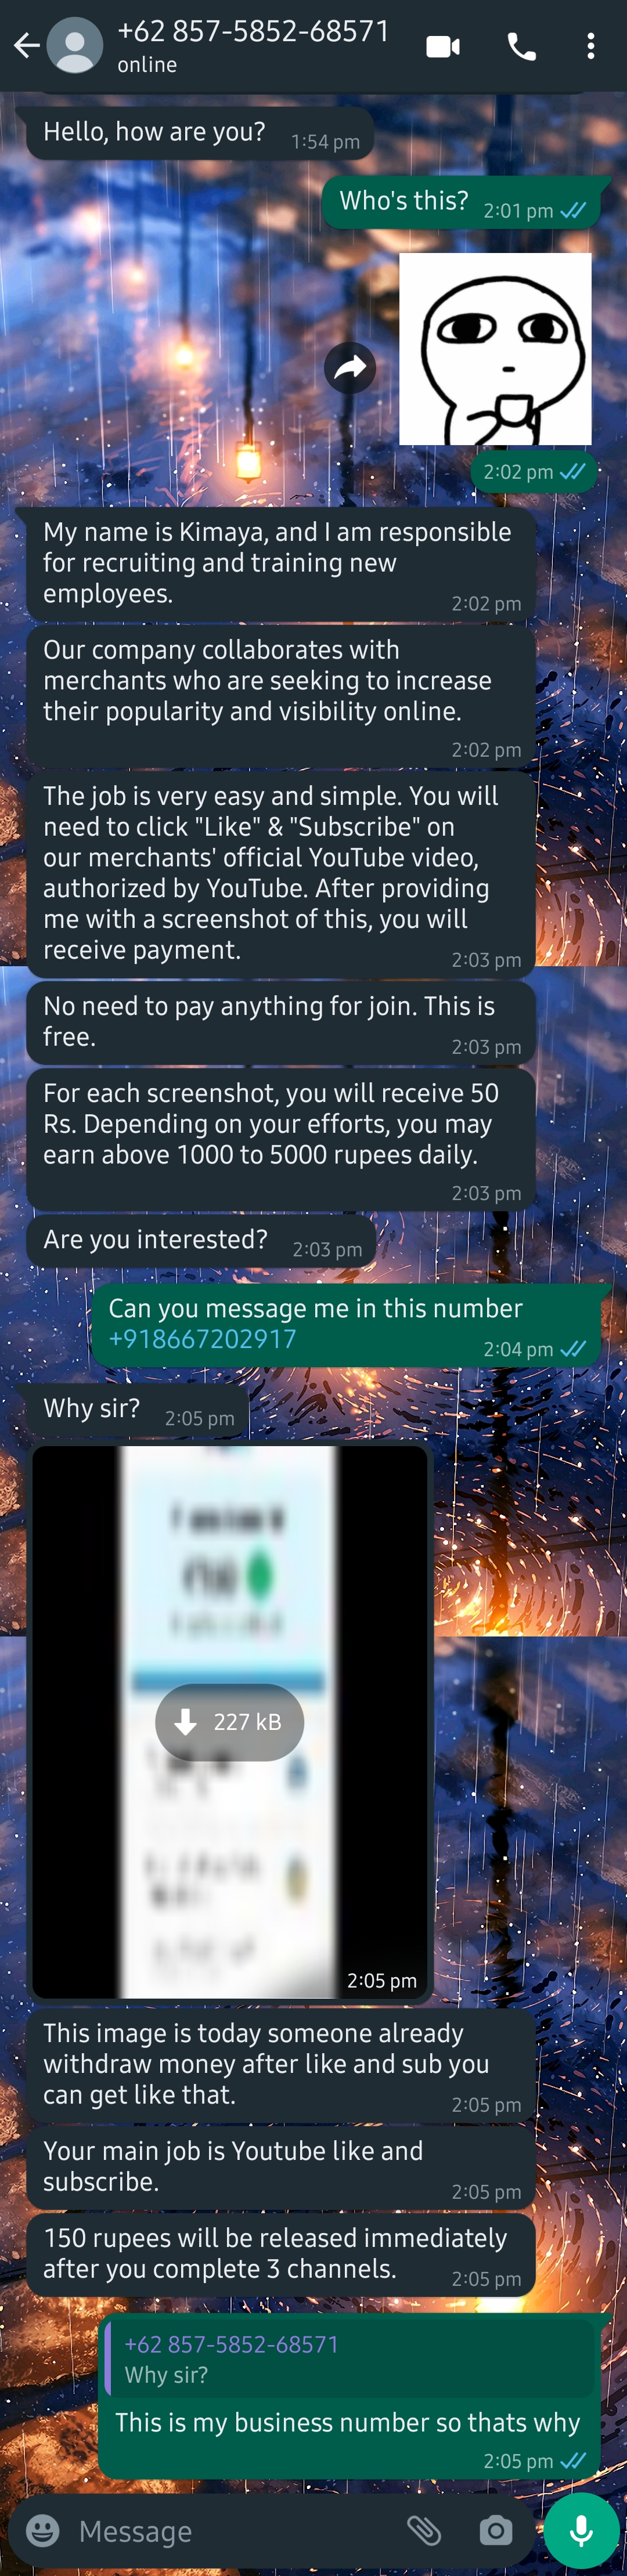 +62 857-5852-68571
online
Hello, how are you? 1:54 pm
Who's this? 2:01 pm
2:02 pm
My name is Kimaya, and I am responsible
for recruiting and training new
employees.
2:02 pm
Our company collaborates with
merchants who are seeking to increase
their popularity and visibility online.
2:02 pm
The job is very easy and simple. You will
need to click "Like" & "Subscribe" on
our merchants' official YouTube video,
authorized by YouTube. After providing
me with a screenshot of this, you will
receive payment.
2:03 pm
No need to pay anything for join. This is
free.
2:03 pm
For each screenshot, you will receive 50
Rs. Depending on your efforts, you may
earn above 1000 to 5000 rupees daily.
2:03 pm
Are you interested? 2:03 pm
Can you message me in this number
+918667202917
2:04 pm
Why sir? 2:05 pm
227 kB
2:05 pm
This image is today someone already
withdraw money after like and sub you
can get like that.
2:05 pm
Your main job is Youtube like and
subscribe.
2:05 pm
150 rupees will be released immediately
after you complete 3 channels.
2:05 pm
+62 857-5852-68571
Why sir?
This is my business number so thats why
2:05 pm
Message